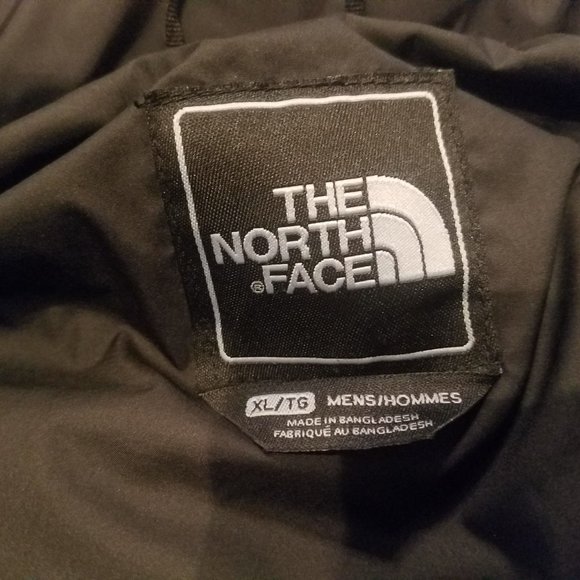 THE
NORTH
®FACE
XL/TG MENS/HOMMES
MADE IN BANGLADESH
FABRIQUÉ AU BANGLADESH